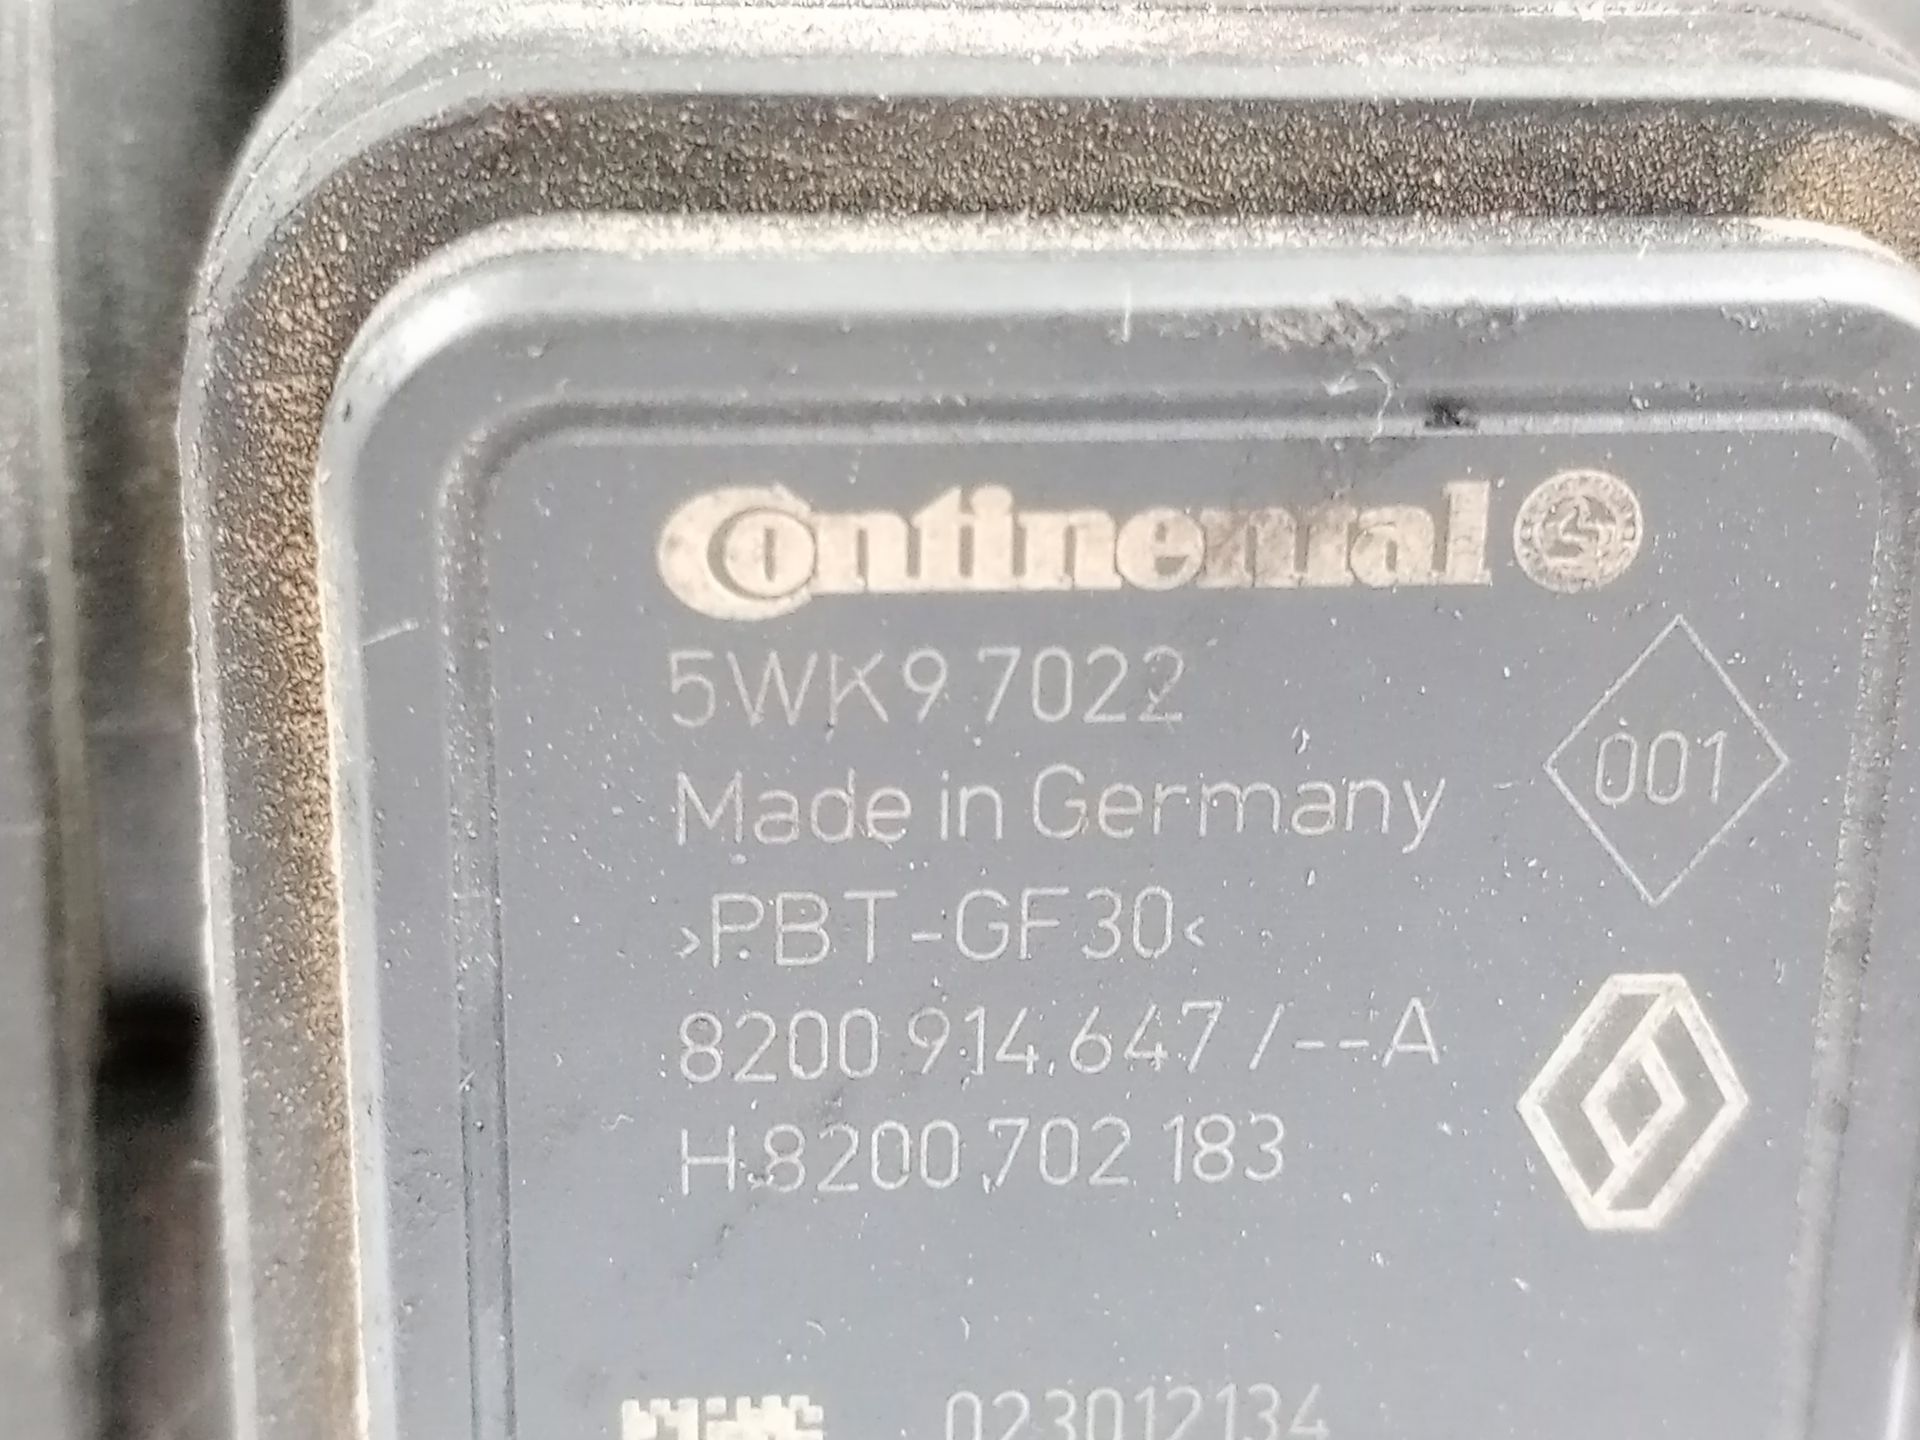 Continental
5WK9 7022
Made in Germany
001
>PBT-GF30<
8200 914 647 / --A
H 8200 702 183
023012134